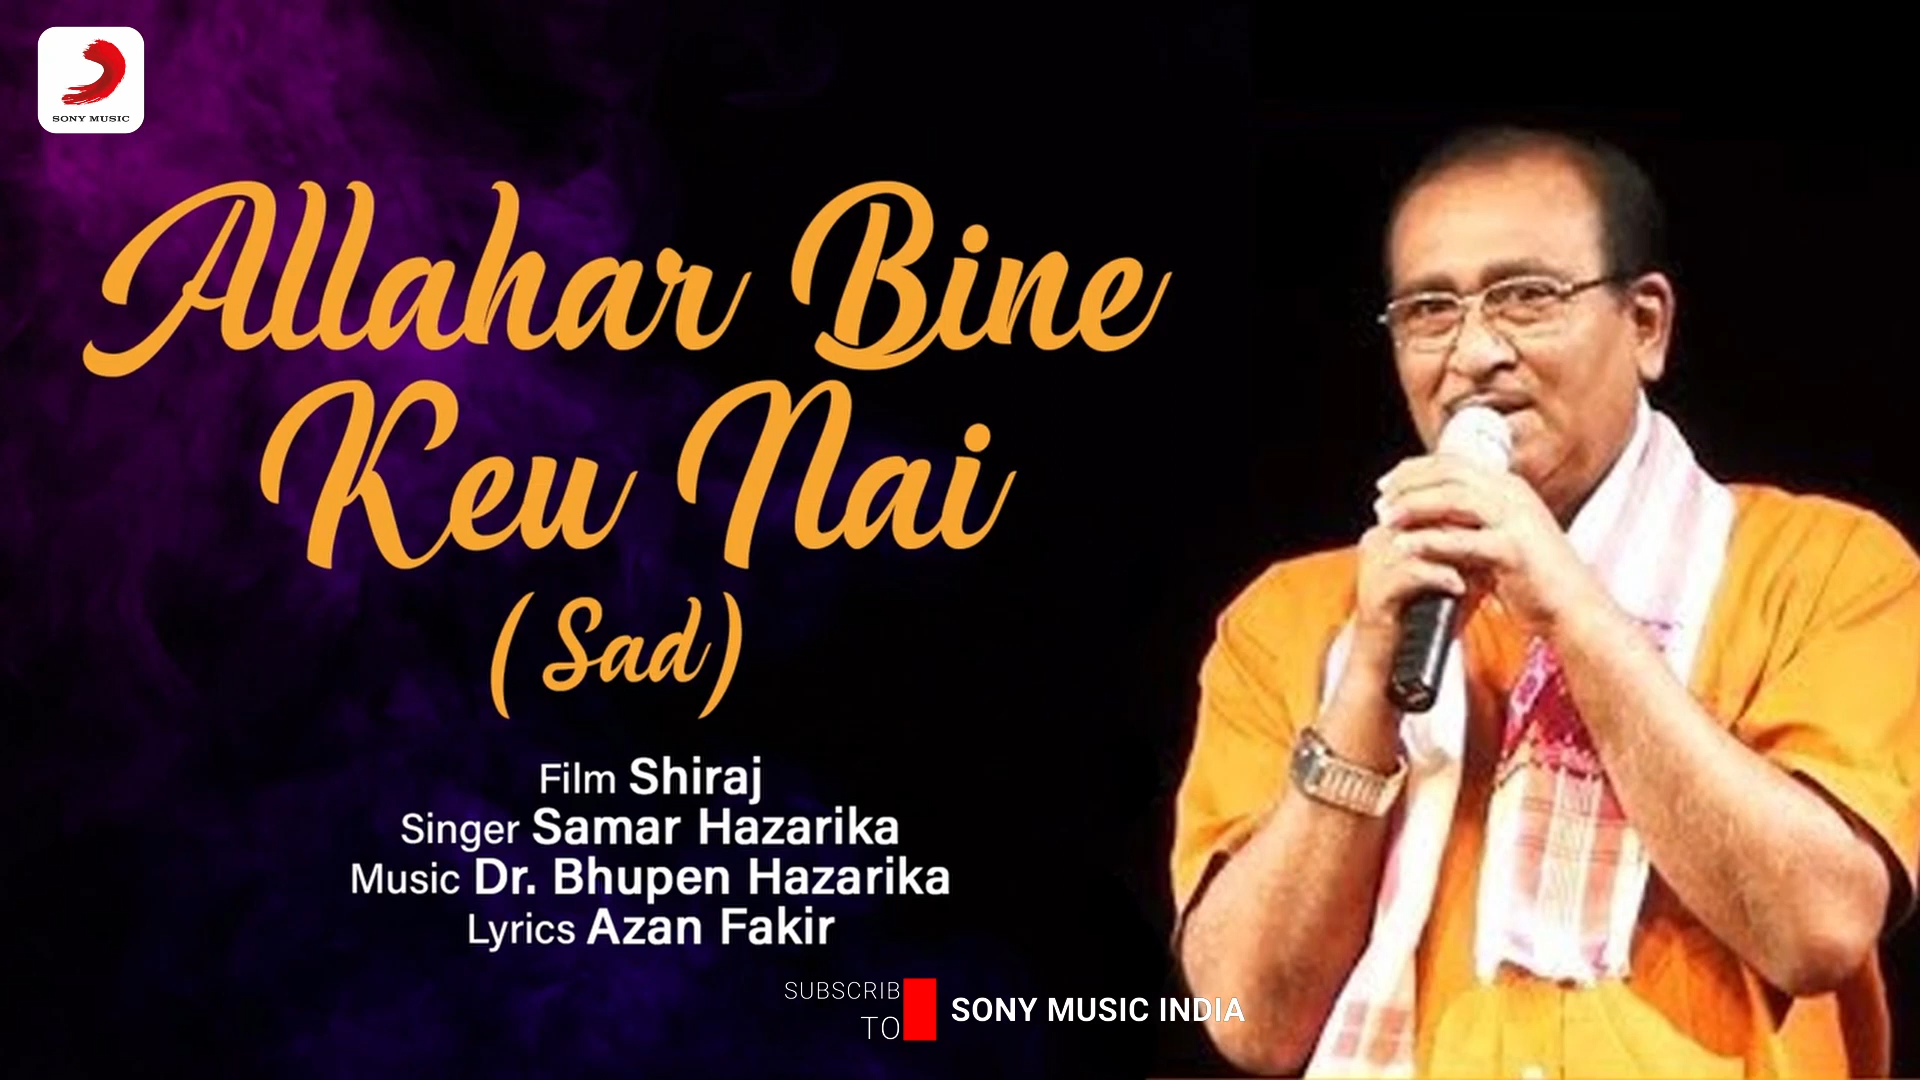 SONY MUSIC
Allahar Bine
Keu Nai
(Sad)
Film Shiraj
Singer Samar Hazarika
Music Dr. Bhupen Hazarika
Lyrics Azan Fakir
SUBSCRIB
TO
SONY MUSIC INDIA